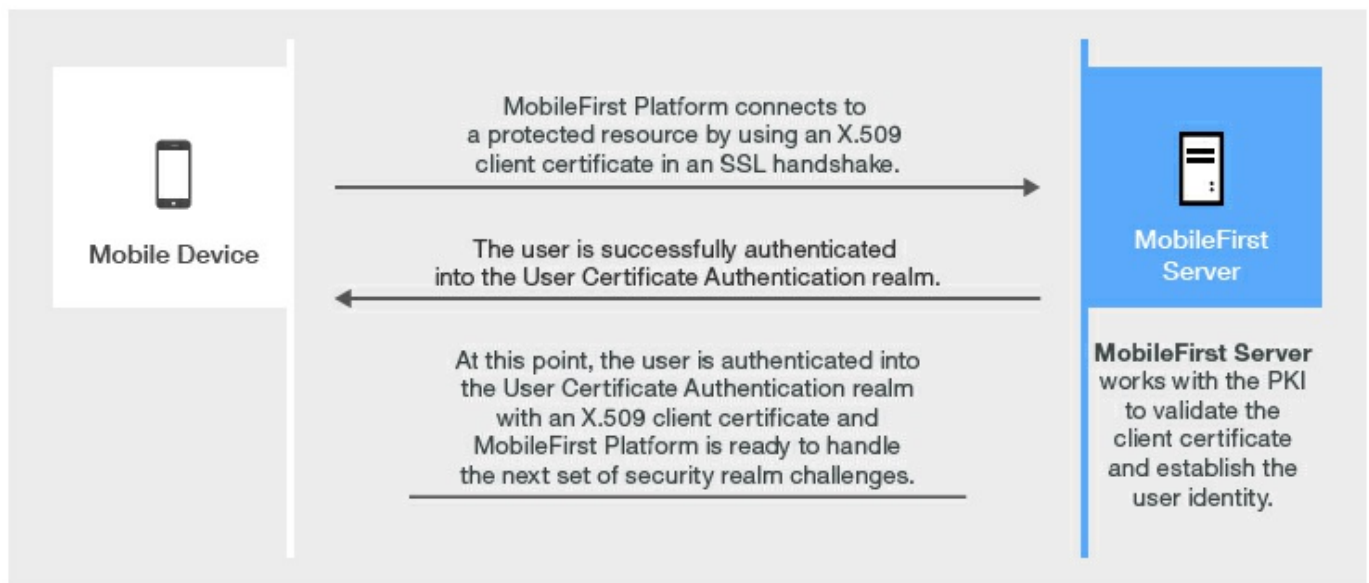 MobileFirst Platform connects to
a protected resource by using an X.509
client certificate in an SSL handshake.
Mobile Device
The user is successfully authenticated
into the User Certificate Authentication realm.
MobileFirst
Server
At this point, the user is authenticated into
the User Certificate Authentication realm
with an X.509 client certificate and
MobileFirst Platform is ready to handle
the next set of security realm challenges.
MobileFirst Server
works with the PKI
to validate the
client certificate
and establish the
user identity.